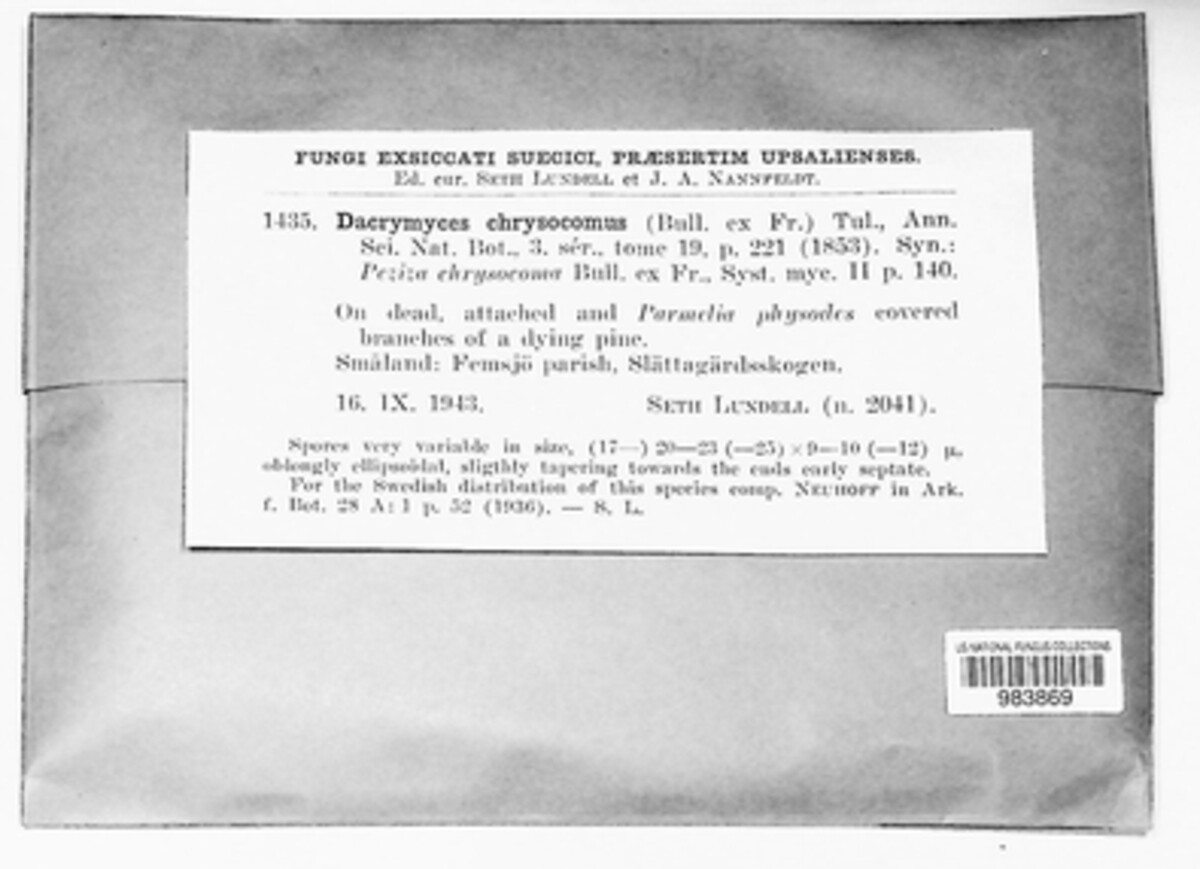 FUNGI EXSICCATI SUECICI, PRÆSERTIM UPSALIENSES.
Ed. cur. SETH LUNDELL et J. A. NANNFELDT.
1435. Dacrymyces chrysocomus (Bull. ex Fr.) Tul., Ann.
Sci. Nat. Bot., 3. sér., tome 19, p. 221 (1853). Syn.:
Peziza chrysocoma Bull. ex Fr., Syst. myc. II p. 140.
On dead, attached and Parmelia physodes covered
branches of a dying pine.
Småland: Femsjö parish, Slättagärdsskogen.
16. IX. 1943. SETH LUNDELL (n. 2041).
Spores very variable in size, (17—) 20—23 (—25) × 9—10 (—12) µ,
oblongly ellipsoidal, sligthly tapering towards the ends early septate.
For the Swedish distribution of this species comp. NEUHOFF in Ark.
f. Bot. 28 A: 1 p. 52 (1936). — S. L.
US NATIONAL FUNGUS COLLECTIONS
983869